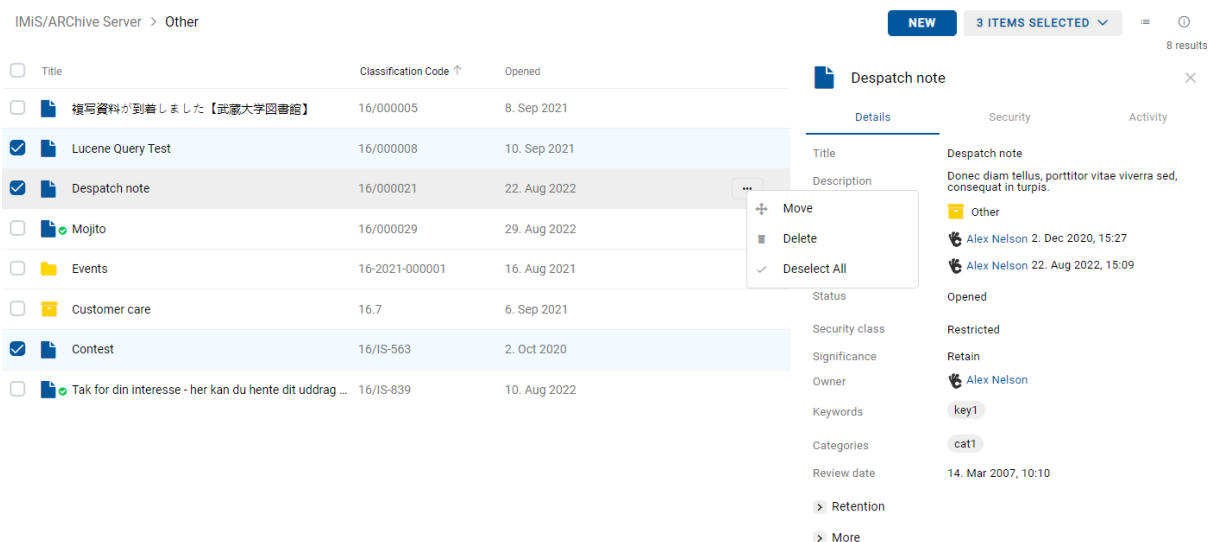 IMiS/ARChive Server > Other
NEW
3 ITEMS SELECTED
8 results
Title Classification Code ↑ Opened
複写資料が到着しました【武蔵大学図書館】 16/000005 8. Sep 2021
Lucene Query Test 16/000008 10. Sep 2021
Despatch note 16/000021 22. Aug 2022
Mojito 16/000029 29. Aug 2022
Events 16-2021-000001 16. Aug 2021
Customer care 16.7 6. Sep 2021
Contest 16/IS-563 2. Oct 2020
Tak for din interesse - her kan du hente dit uddrag ... 16/IS-839 10. Aug 2022
Move
Delete
Deselect All
Despatch note
Details Security Activity
Title Despatch note
Description Donec diam tellus, porttitor vitae viverra sed,
consequat in turpis.
Other
Alex Nelson 2. Dec 2020, 15:27
Alex Nelson 22. Aug 2022, 15:09
Status Opened
Security class Restricted
Significance Retain
Owner Alex Nelson
Keywords key1
Categories cat1
Review date 14. Mar 2007, 10:10
> Retention
> More